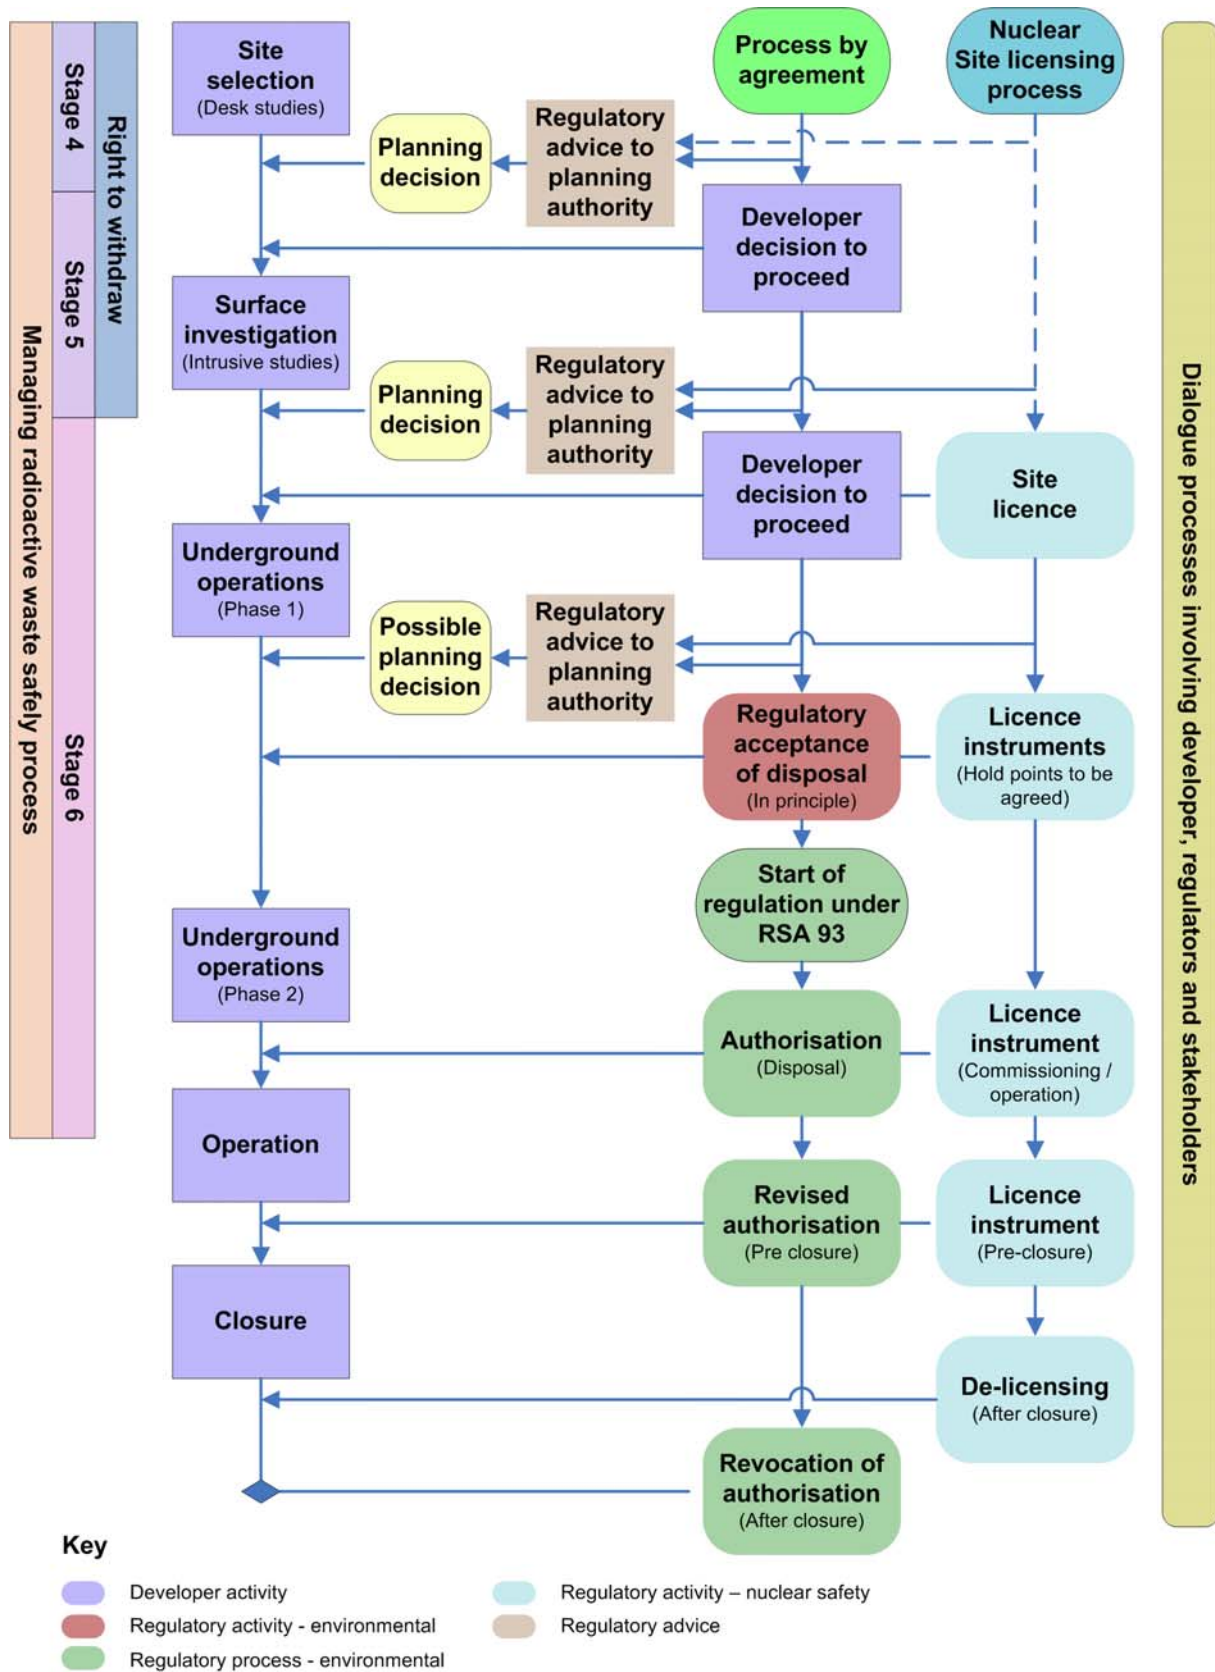 Managing radioactive waste safely process
Stage 4
Stage 5
Stage 6
Right to withdraw
Site
selection
(Desk studies)
Process by
agreement
Nuclear
Site licensing
process
Planning
decision
Regulatory
advice to
planning
authority
Developer
decision to
proceed
Surface
investigation
(Intrusive studies)
Planning
decision
Regulatory
advice to
planning
authority
Developer
decision to
proceed
Site
licence
Underground
operations
(Phase 1)
Possible
planning
decision
Regulatory
advice to
planning
authority
Regulatory
acceptance
of disposal
(In principle)
Licence
instruments
(Hold points to be
agreed)
Start of
regulation under
RSA 93
Underground
operations
(Phase 2)
Authorisation
(Disposal)
Licence
instrument
(Commissioning /
operation)
Operation
Revised
authorisation
(Pre closure)
Licence
instrument
(Pre-closure)
Closure
De-licensing
(After closure)
Revocation of
authorisation
(After closure)
Dialogue processes involving developer, regulators and stakeholders
Key
Developer activity
Regulatory activity - environmental
Regulatory process - environmental
Regulatory activity – nuclear safety
Regulatory advice